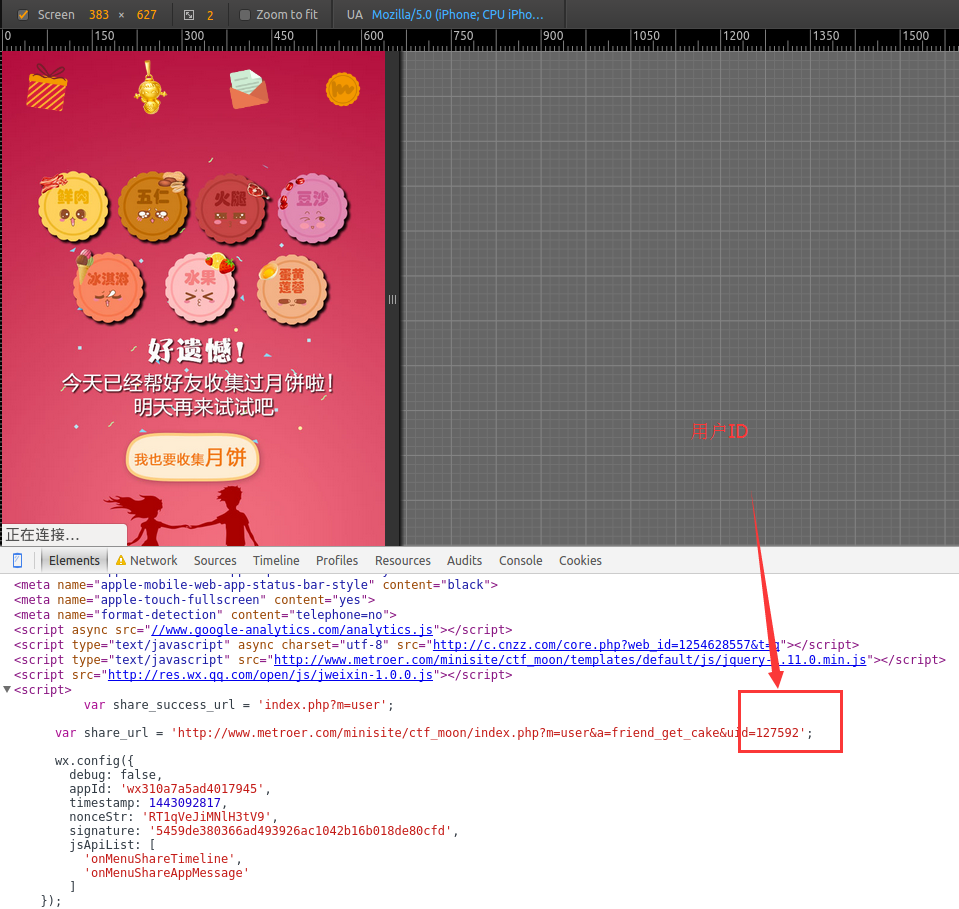 Screen 383 × 627 2 Zoom to fit UA Mozilla/5.0 (iPhone; CPU iPho…
0 150 300 450 600 750 900 1050 1200 1350 1500
鲜肉 五仁 火腿 豆沙
冰淇淋 水果 蛋黄
莲蓉
好遗憾!
今天已经帮好友收集过月饼啦!
明天再来试试吧.
我也要收集月饼
用户ID
正在连接…
Elements Network Sources Timeline Profiles Resources Audits Console Cookies
<meta name="apple-mobile-web-app-status-bar-style" content="black">
<meta name="apple-touch-fullscreen" content="yes">
<meta name="format-detection" content="telephone=no">
<script async src="//www.google-analytics.com/analytics.js"></script>
<script type="text/javascript" async charset="utf-8" src="http://c.cnzz.com/core.php?web_id=1254628557&t=q"></script>
<script type="text/javascript" src="http://www.metroer.com/minisite/ctf_moon/templates/default/js/jquery-1.11.0.min.js"></script>
<script src="http://res.wx.qq.com/open/js/jweixin-1.0.0.js"></script>
<script>
var share_success_url = 'index.php?m=user';
var share_url = 'http://www.metroer.com/minisite/ctf_moon/index.php?m=user&a=friend_get_cake&uid=127592';
wx.config({
debug: false,
appId: 'wx310a7a5ad4017945',
timestamp: 1443092817,
nonceStr: 'RT1qVeJiMNlH3tV9',
signature: '5459de380366ad493926ac1042b16b018de80cfd',
jsApiList: [
'onMenuShareTimeline',
'onMenuShareAppMessage'
]
});